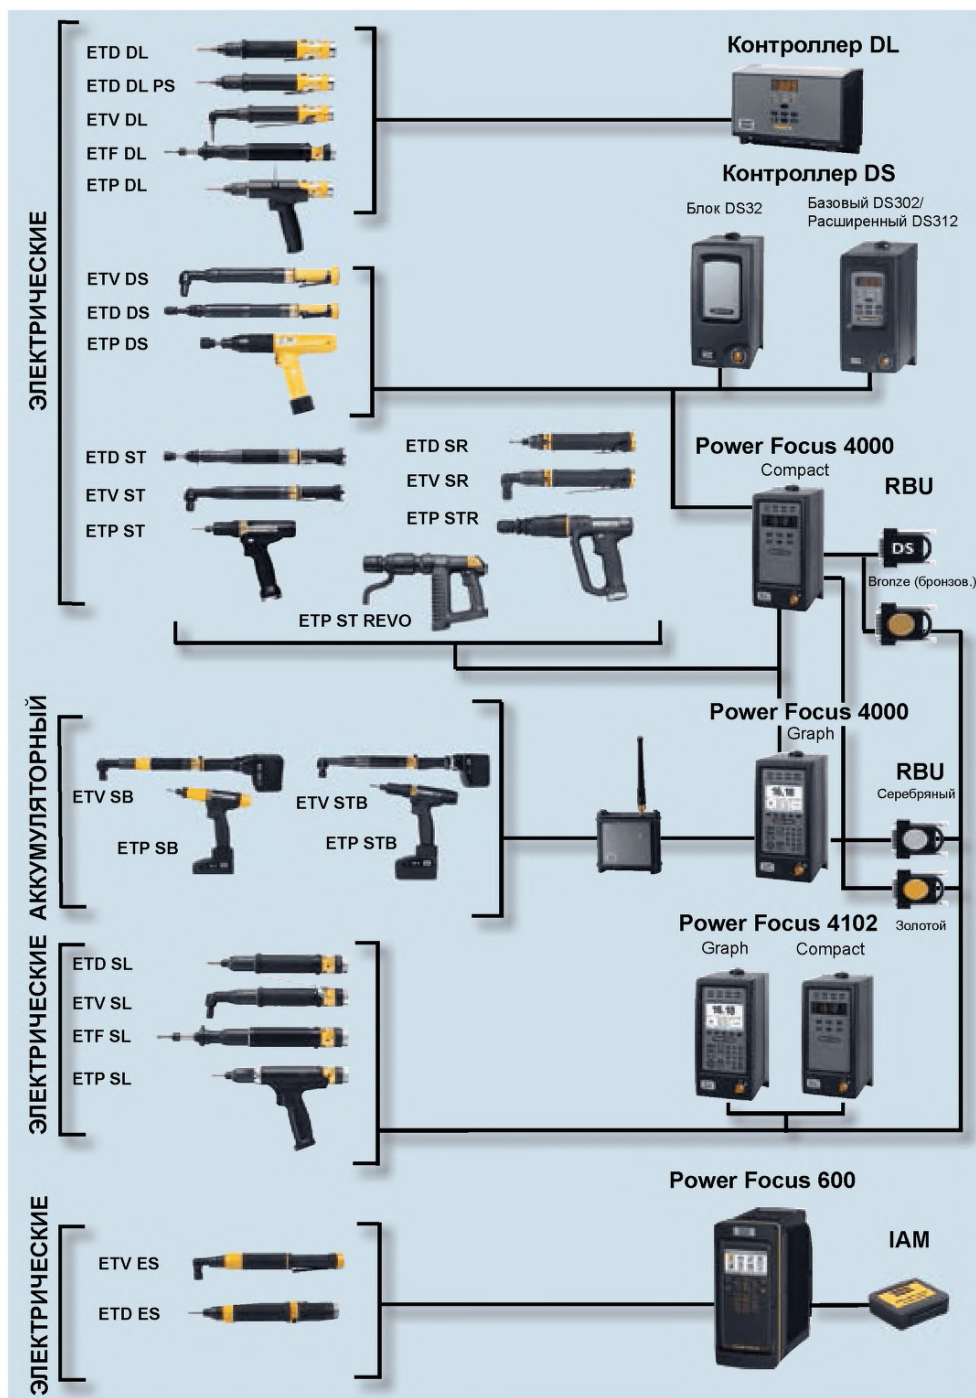 ЭЛЕКТРИЧЕСКИЕ
ETD DL
ETD DL PS
ETV DL
ETF DL
ETP DL
Контроллер DL
Контроллер DS
Блок DS32
Базовый DS302/
Расширенный DS312
ETV DS
ETD DS
ETP DS
ETD ST
ETV ST
ETP ST
ETD SR
ETV SR
ETP STR
ETP ST REVO
Power Focus 4000
Compact
RBU
DS
Bronze (бронзов.)
АККУМУЛЯТОРНЫЙ
ETV SB
ETP SB
ETV STB
ETP STB
Power Focus 4000
Graph
16.18
RBU
Серебряный
Золотой
ЭЛЕКТРИЧЕСКИЕ
ETD SL
ETV SL
ETF SL
ETP SL
Power Focus 4102
Graph
Compact
16.18
ЭЛЕКТРИЧЕСКИЕ
ETV ES
ETD ES
Power Focus 600
IAM